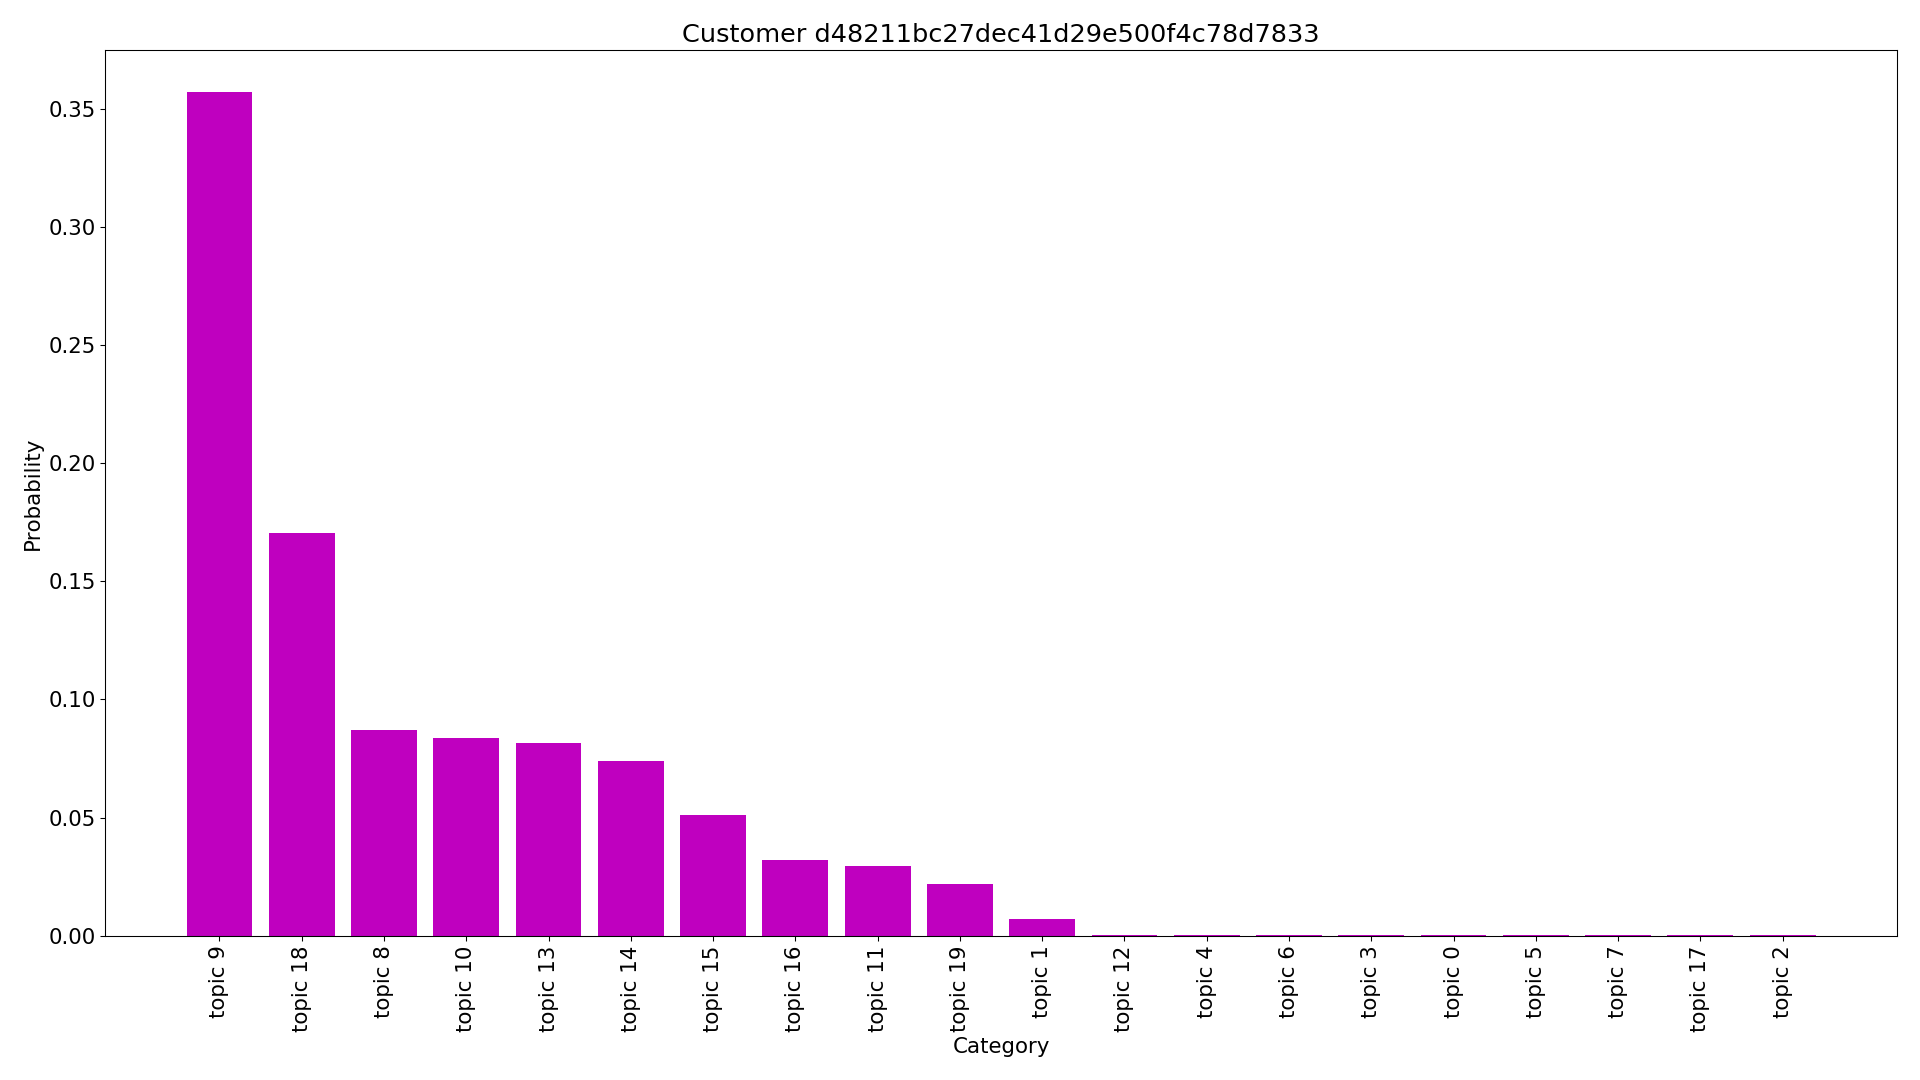 Customer d48211bc27dec41d29e500f4c78d7833
Probability
0.35
0.30
0.25
0.20
0.15
0.10
0.05
0.00
topic 9
topic 18
topic 8
topic 10
topic 13
topic 14
topic 15
topic 16
topic 11
topic 19
topic 1
topic 12
topic 4
topic 6
topic 3
topic 0
topic 5
topic 7
topic 17
topic 2
Category